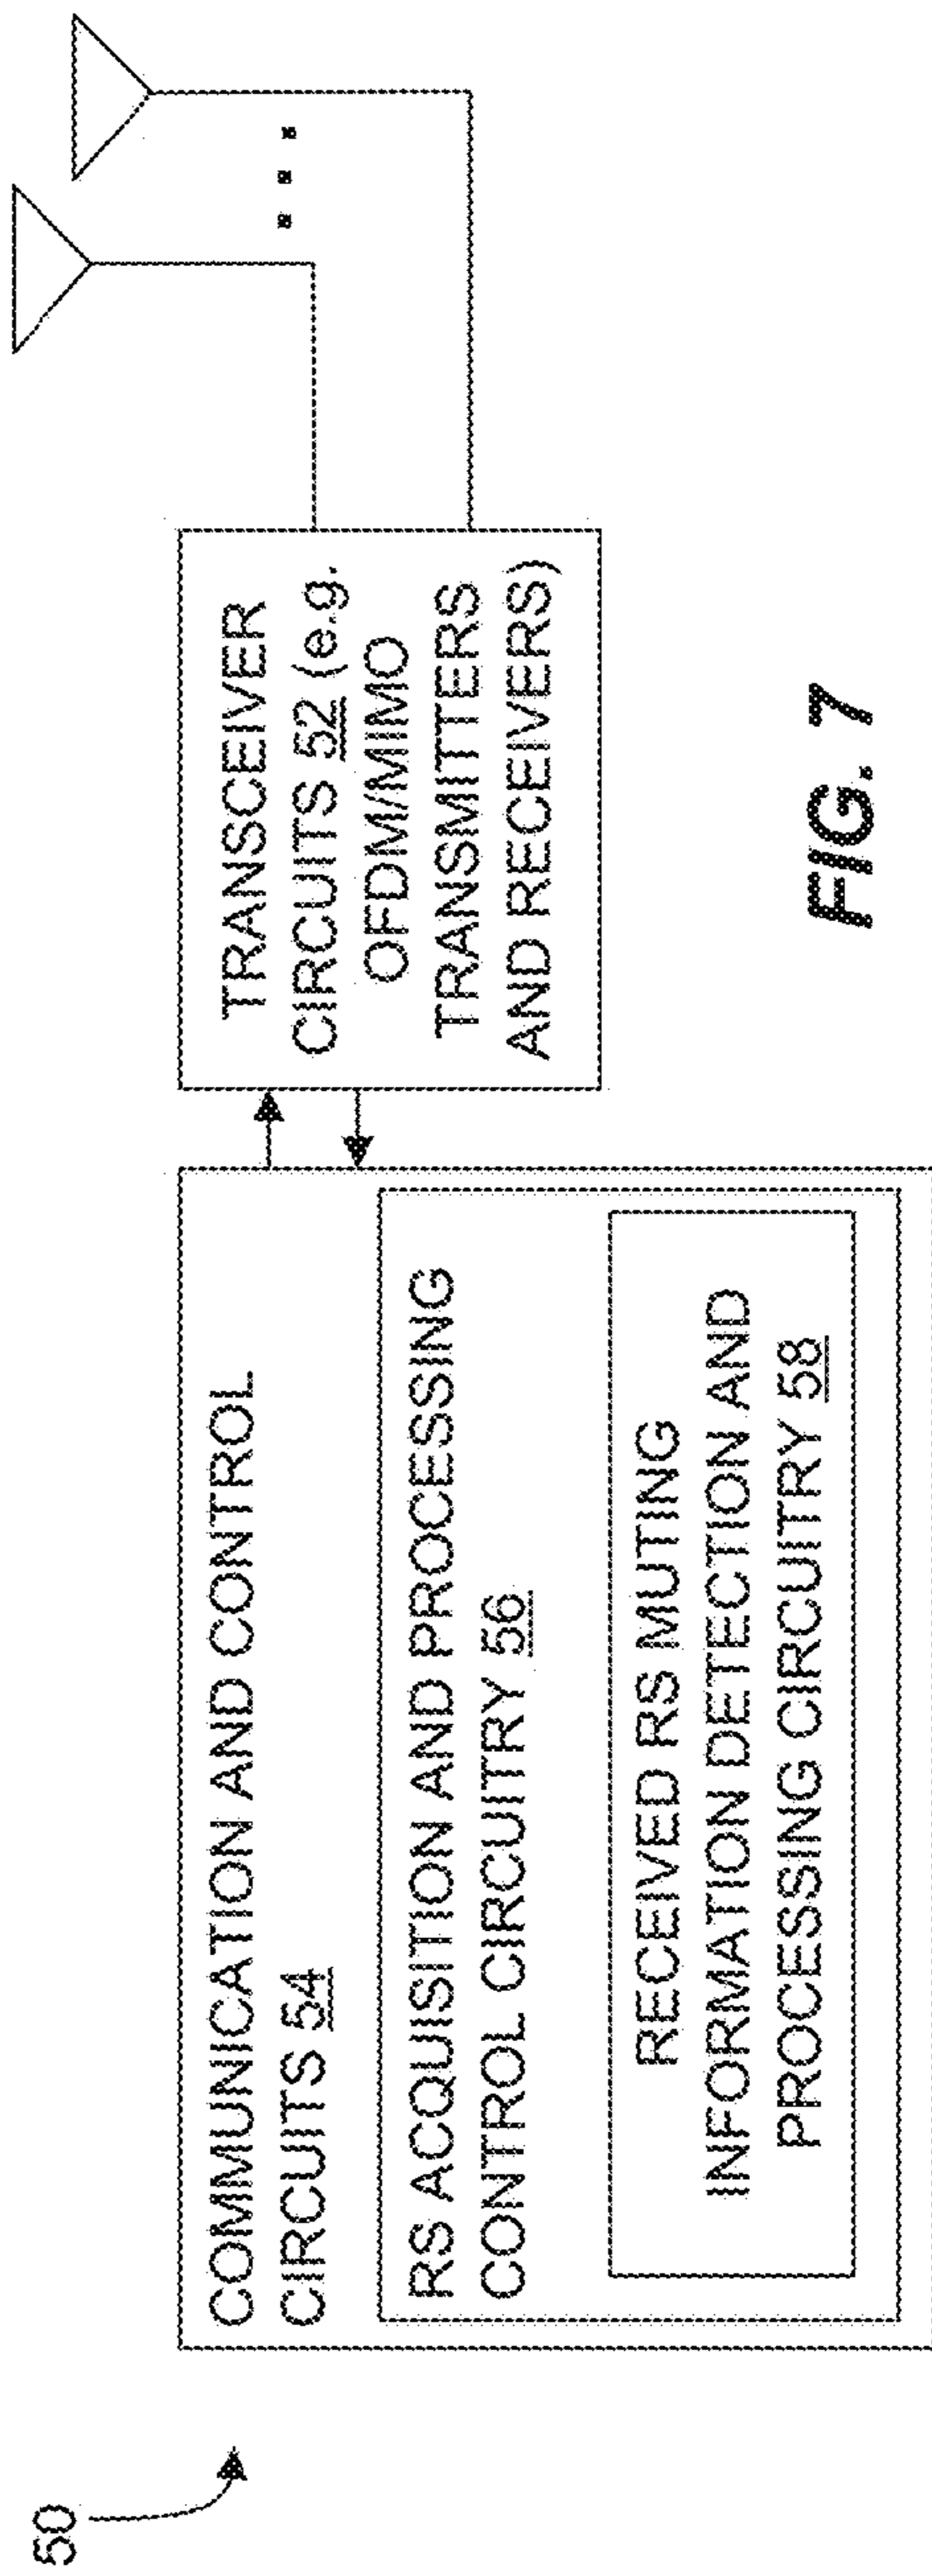 50
COMMUNICATION AND CONTROL
CIRCUITS 54
RS ACQUISITION AND PROCESSING
CONTROL CIRCUITRY 56
RECEIVED RS MUTING
INFORMATION DETECTION AND
PROCESSING CIRCUITRY 58
TRANSCEIVER
CIRCUITS 52 (e.g.
OFDM/MIMO
TRANSMITTERS
AND RECEIVERS)
FIG. 7